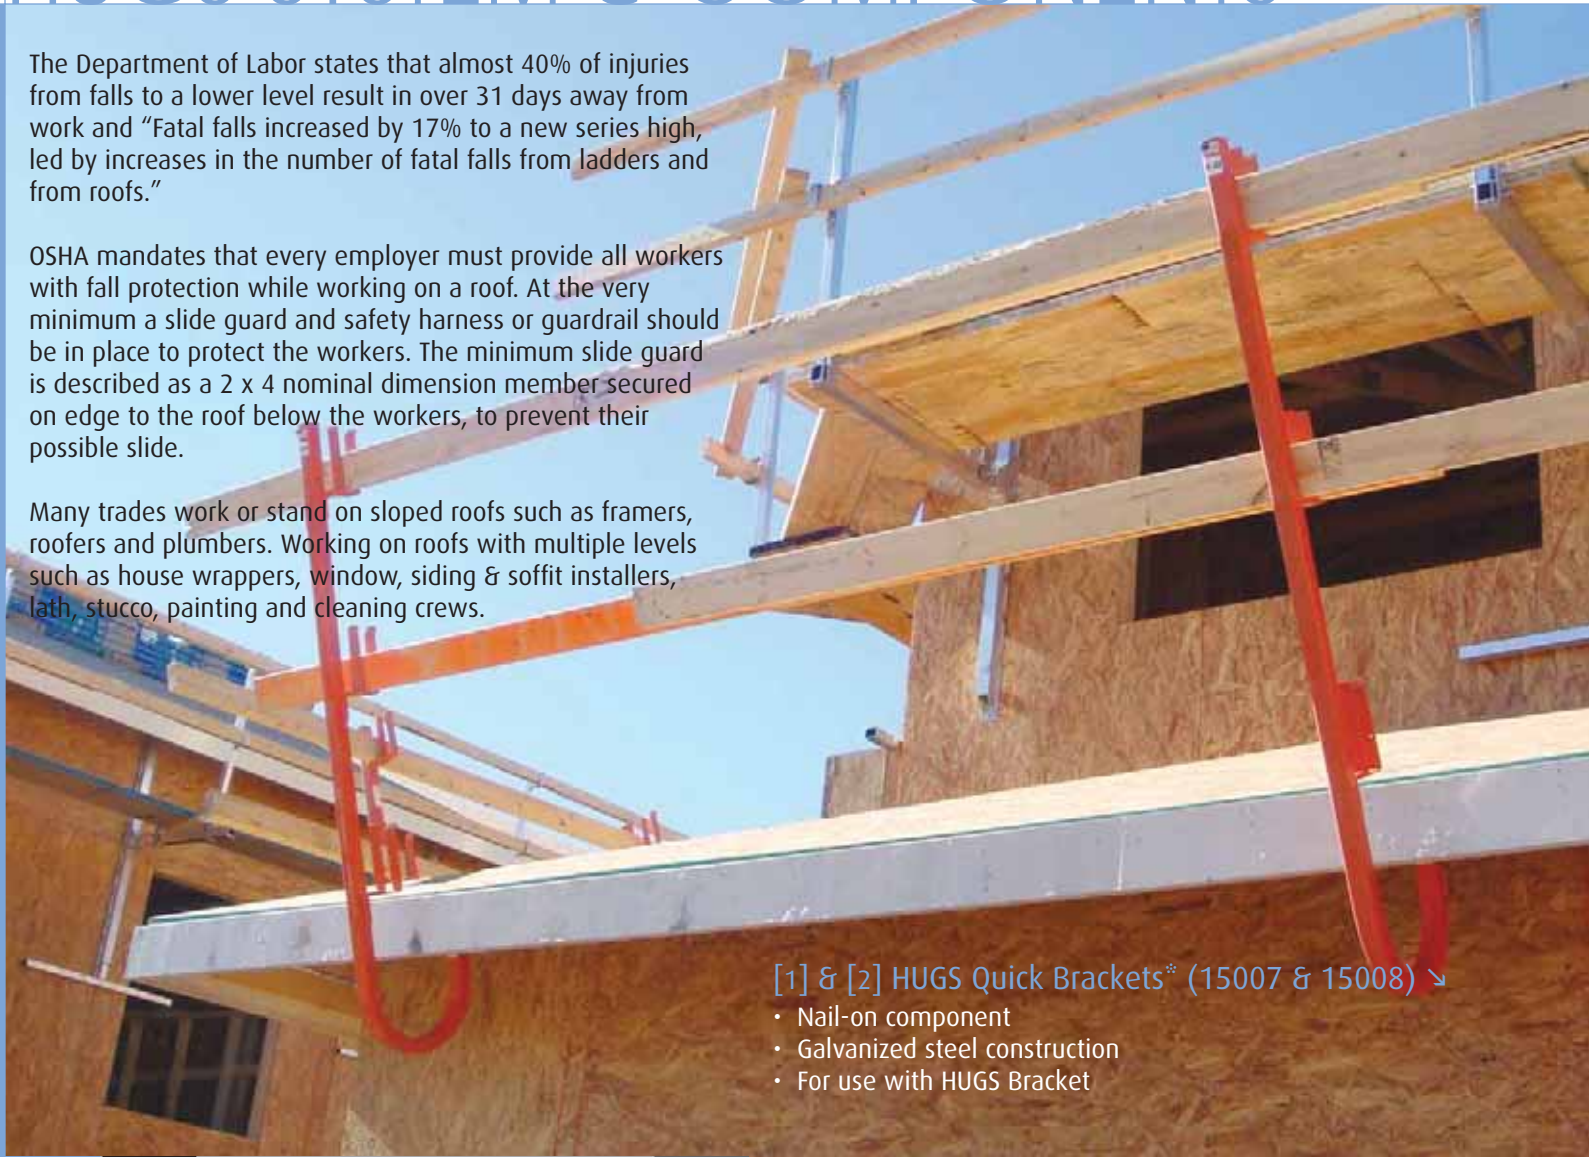 The Department of Labor states that almost 40% of injuries
from falls to a lower level result in over 31 days away from
work and “Fatal falls increased by 17% to a new series high,
led by increases in the number of fatal falls from ladders and
from roofs.”
OSHA mandates that every employer must provide all workers
with fall protection while working on a roof. At the very
minimum a slide guard and safety harness or guardrail should
be in place to protect the workers. The minimum slide guard
is described as a 2 x 4 nominal dimension member secured
on edge to the roof below the workers, to prevent their
possible slide.
Many trades work or stand on sloped roofs such as framers,
roofers and plumbers. Working on roofs with multiple levels
such as house wrappers, window, siding & soffit installers,
lath, stucco, painting and cleaning crews.
[1] & [2] HUGS Quick Brackets* (15007 & 15008) ↘
• Nail-on component
• Galvanized steel construction
• For use with HUGS Bracket